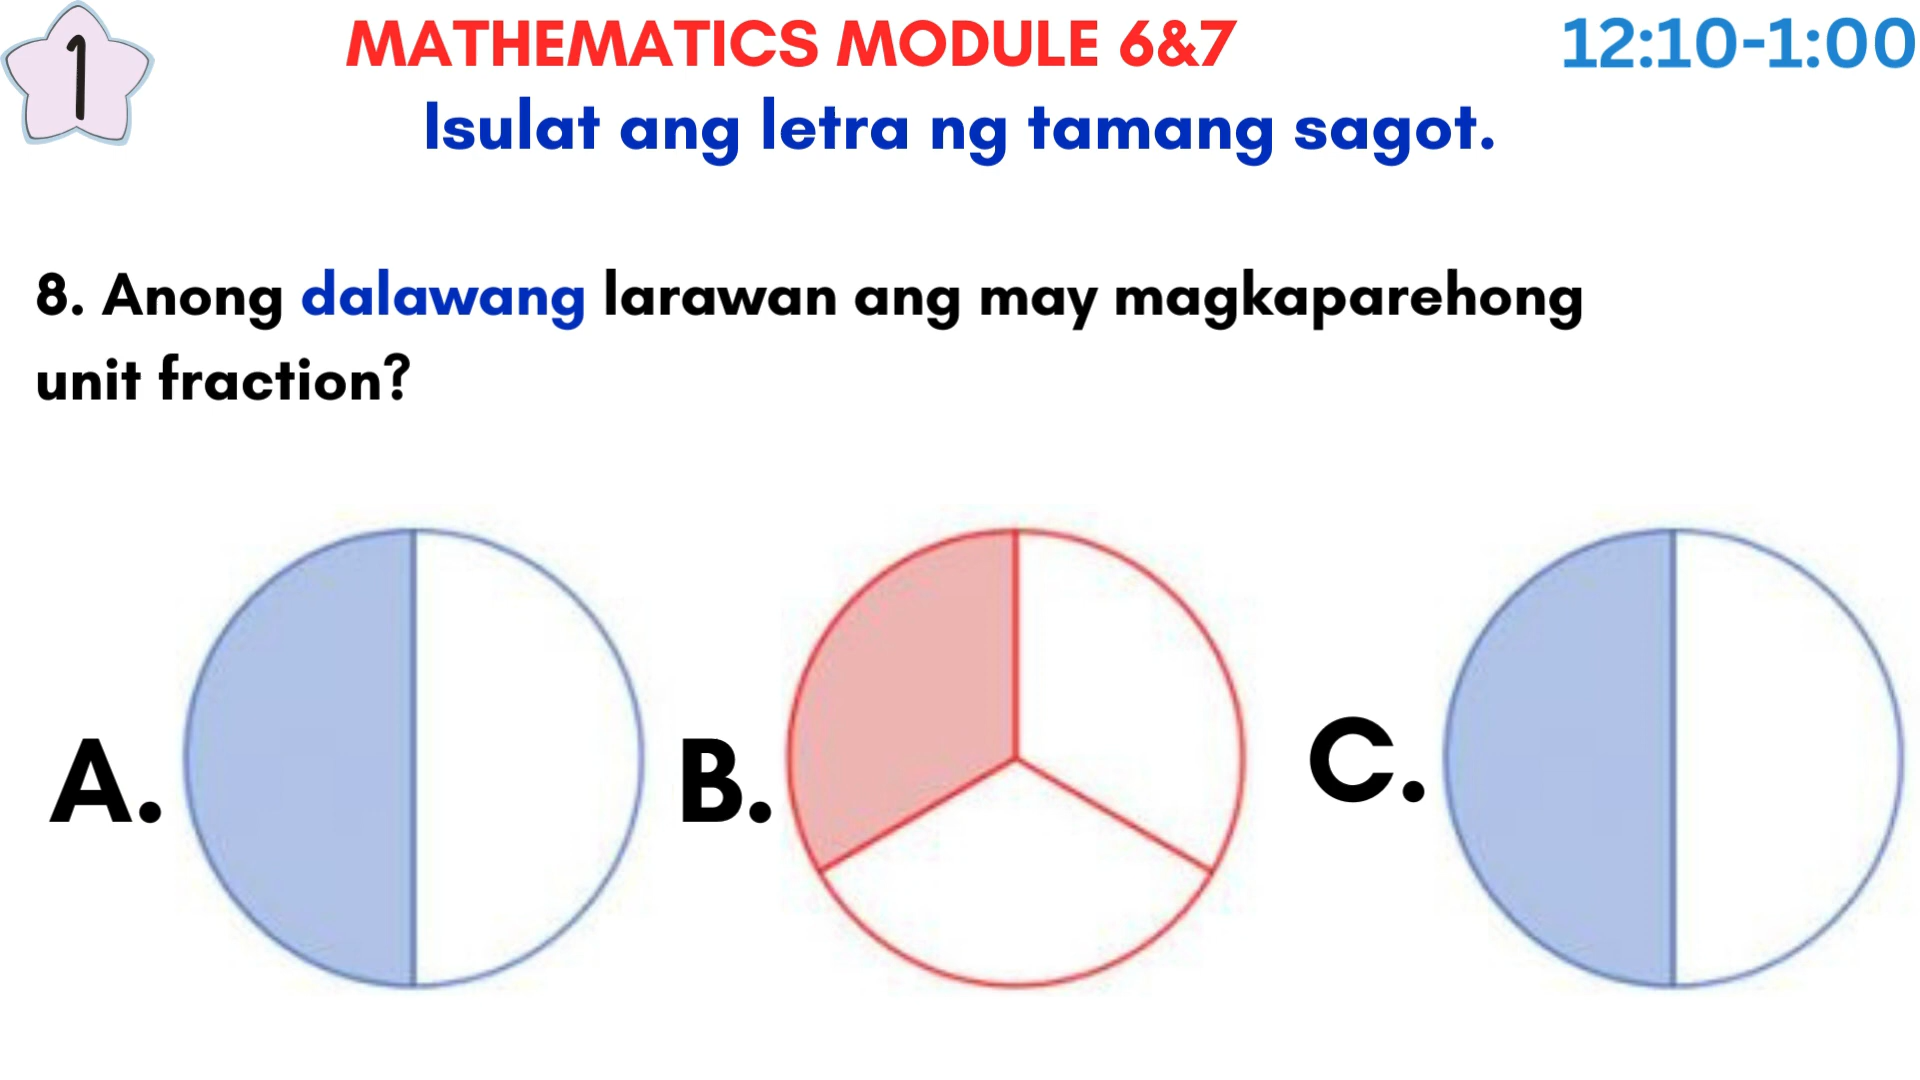 1
MATHEMATICS MODULE 6&7
12:10-1:00
Isulat ang letra ng tamang sagot.
8. Anong dalawang larawan ang may magkaparehong
unit fraction?
A.
B.
C.